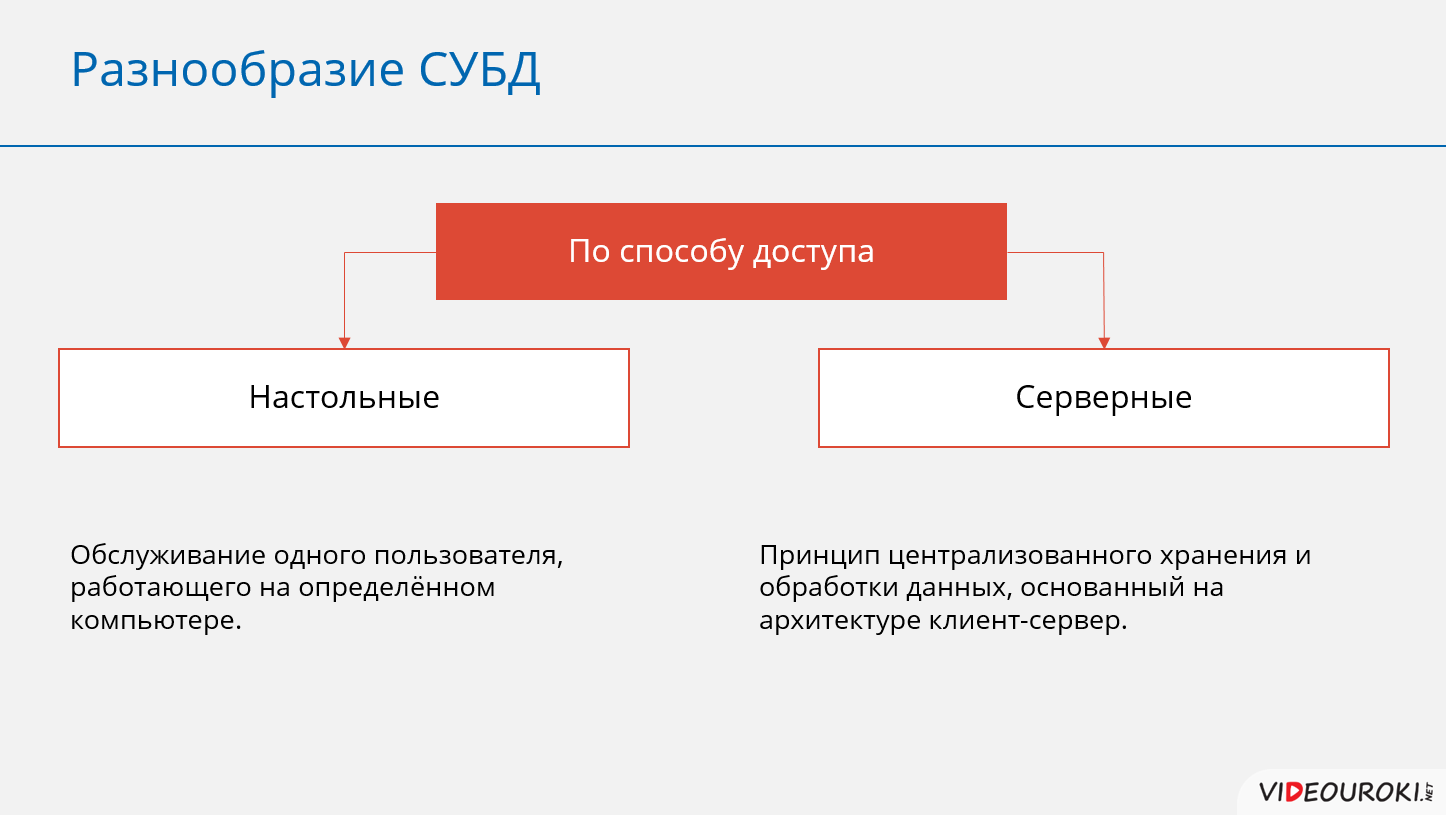 Разнообразие СУБД
По способу доступа
Настольные
Серверные
Обслуживание одного пользователя,
работающего на определённом
компьютере.
Принцип централизованного хранения и
обработки данных, основанный на
архитектуре клиент-сервер.
VIDEOUROKI.NET